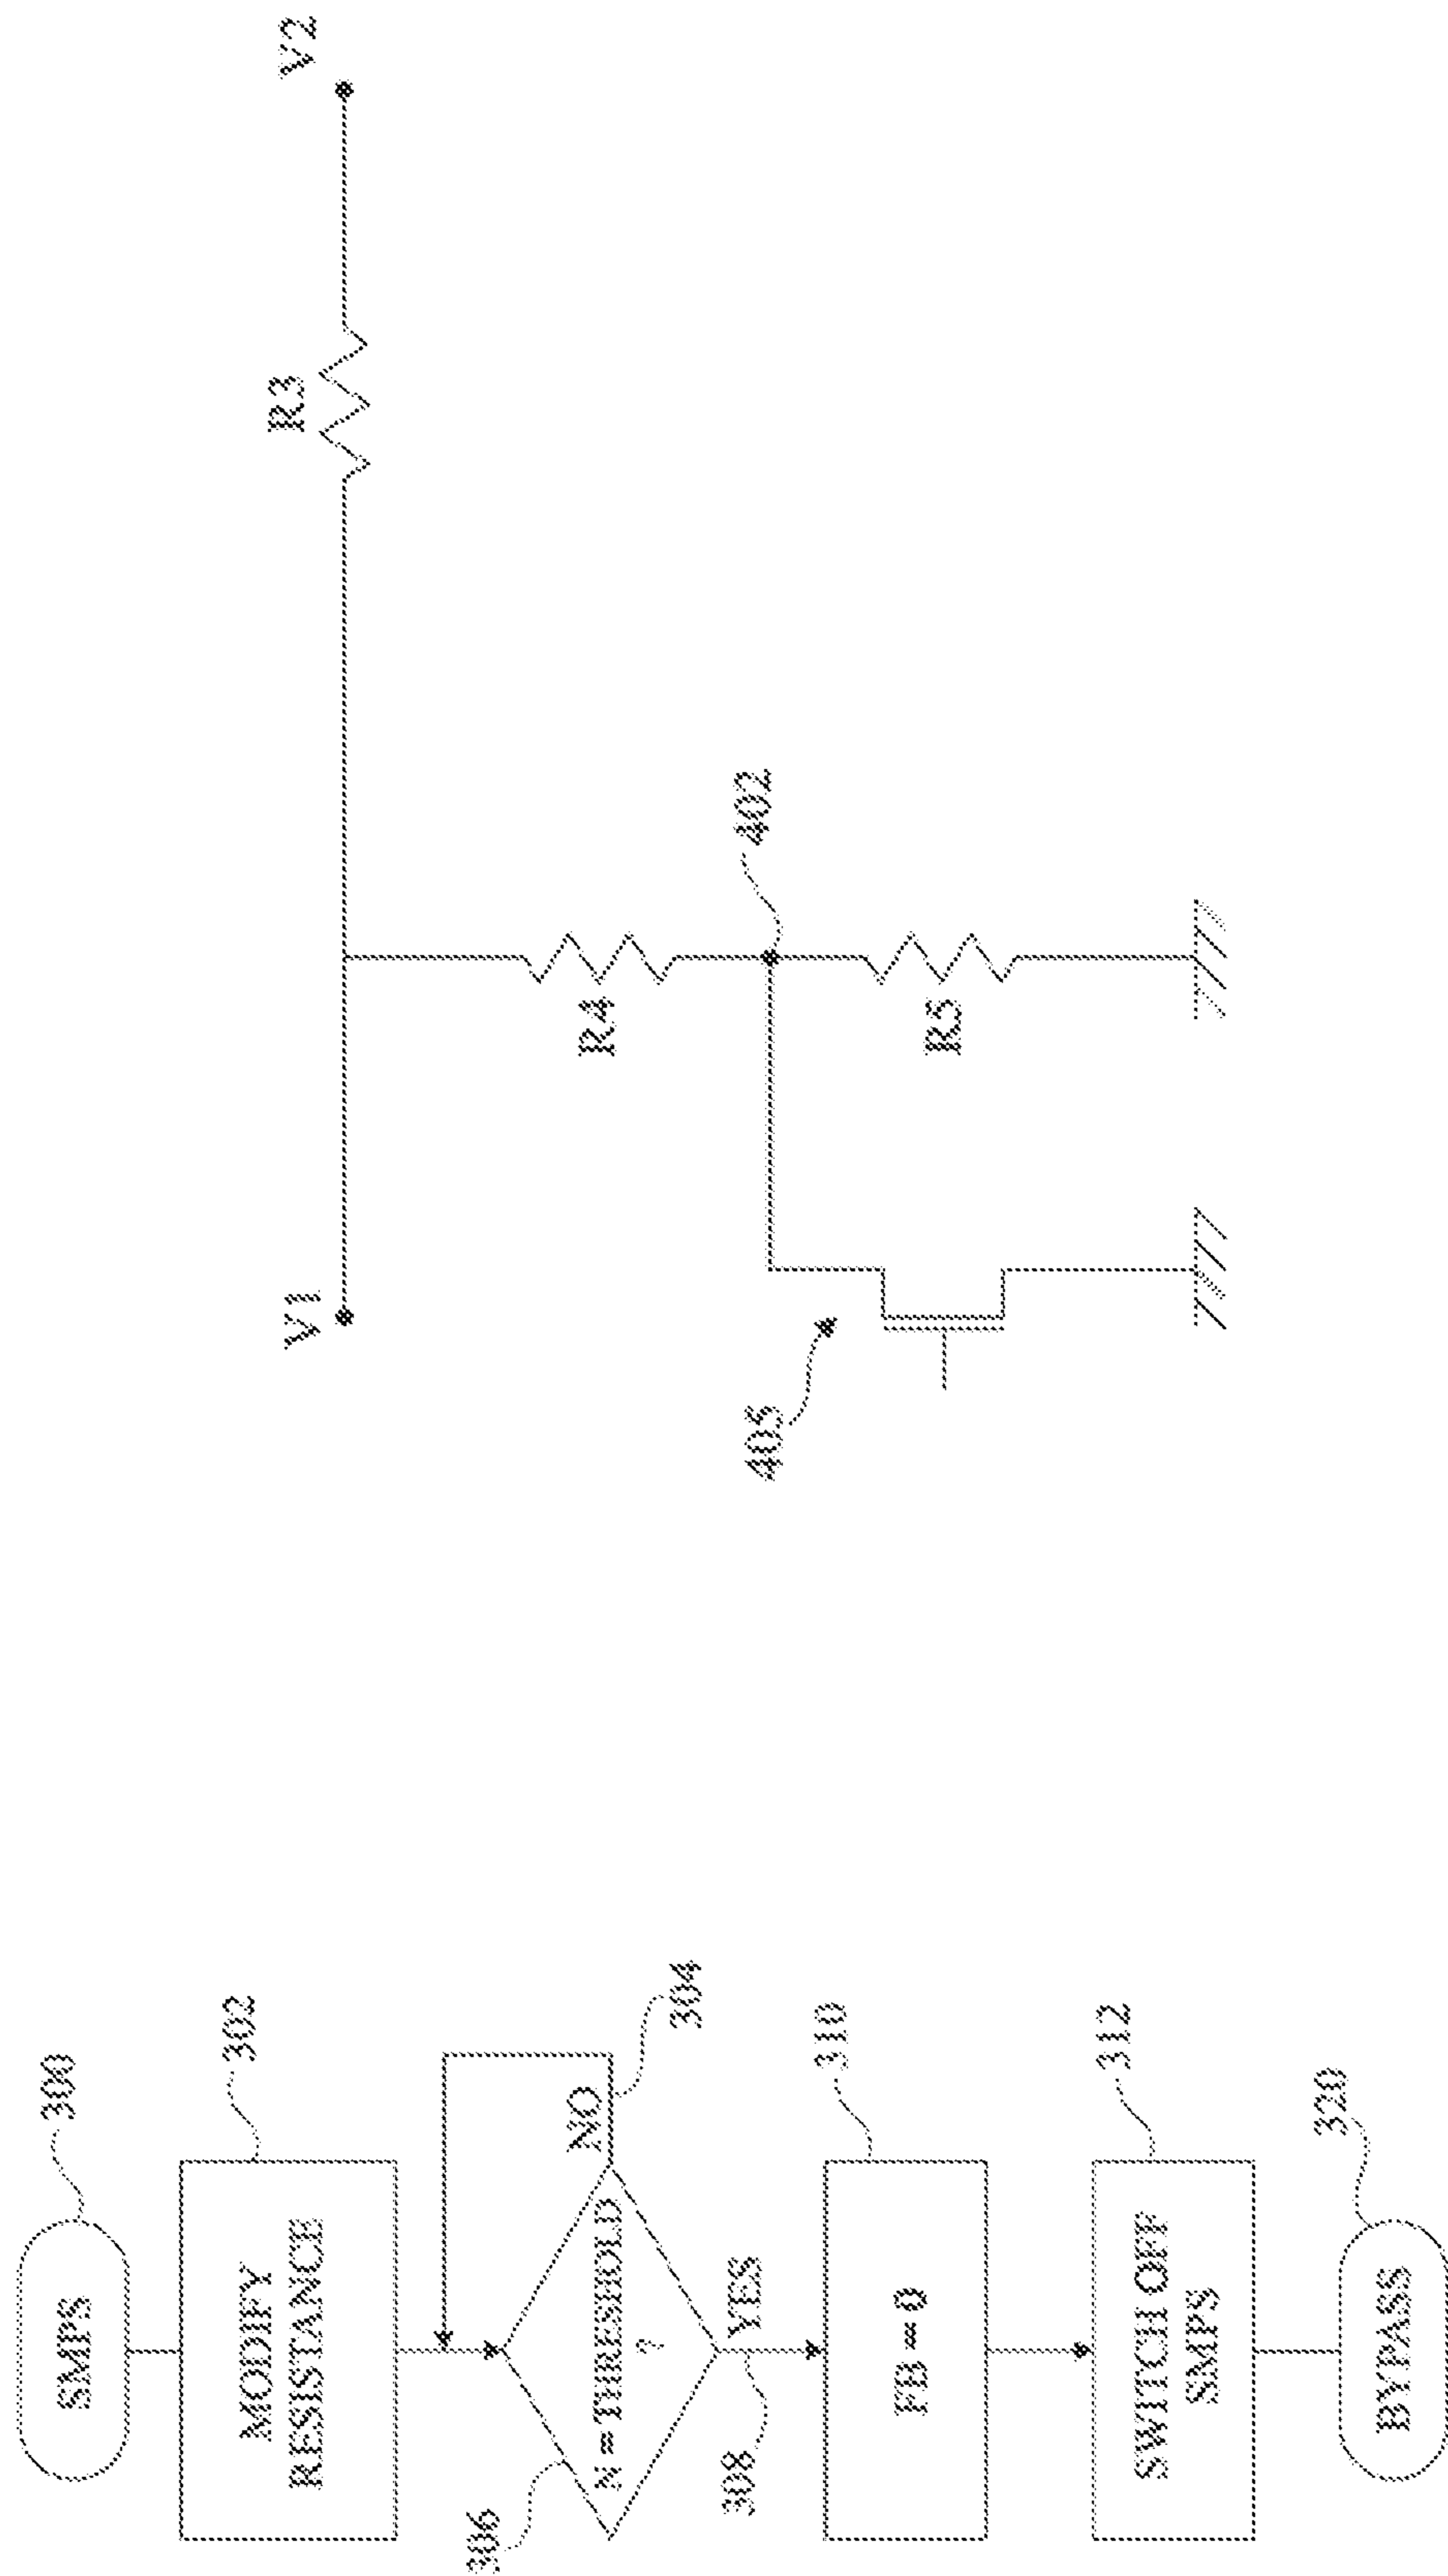 SMPS
300
MODIFY
RESISTANCE
302
N = THRESHOLD
?
NO
304
306
YES
308
FB = 0
310
SWITCH OFF
SMPS
312
BYPASS
320
V1
V2
R3
R4
402
R5
405